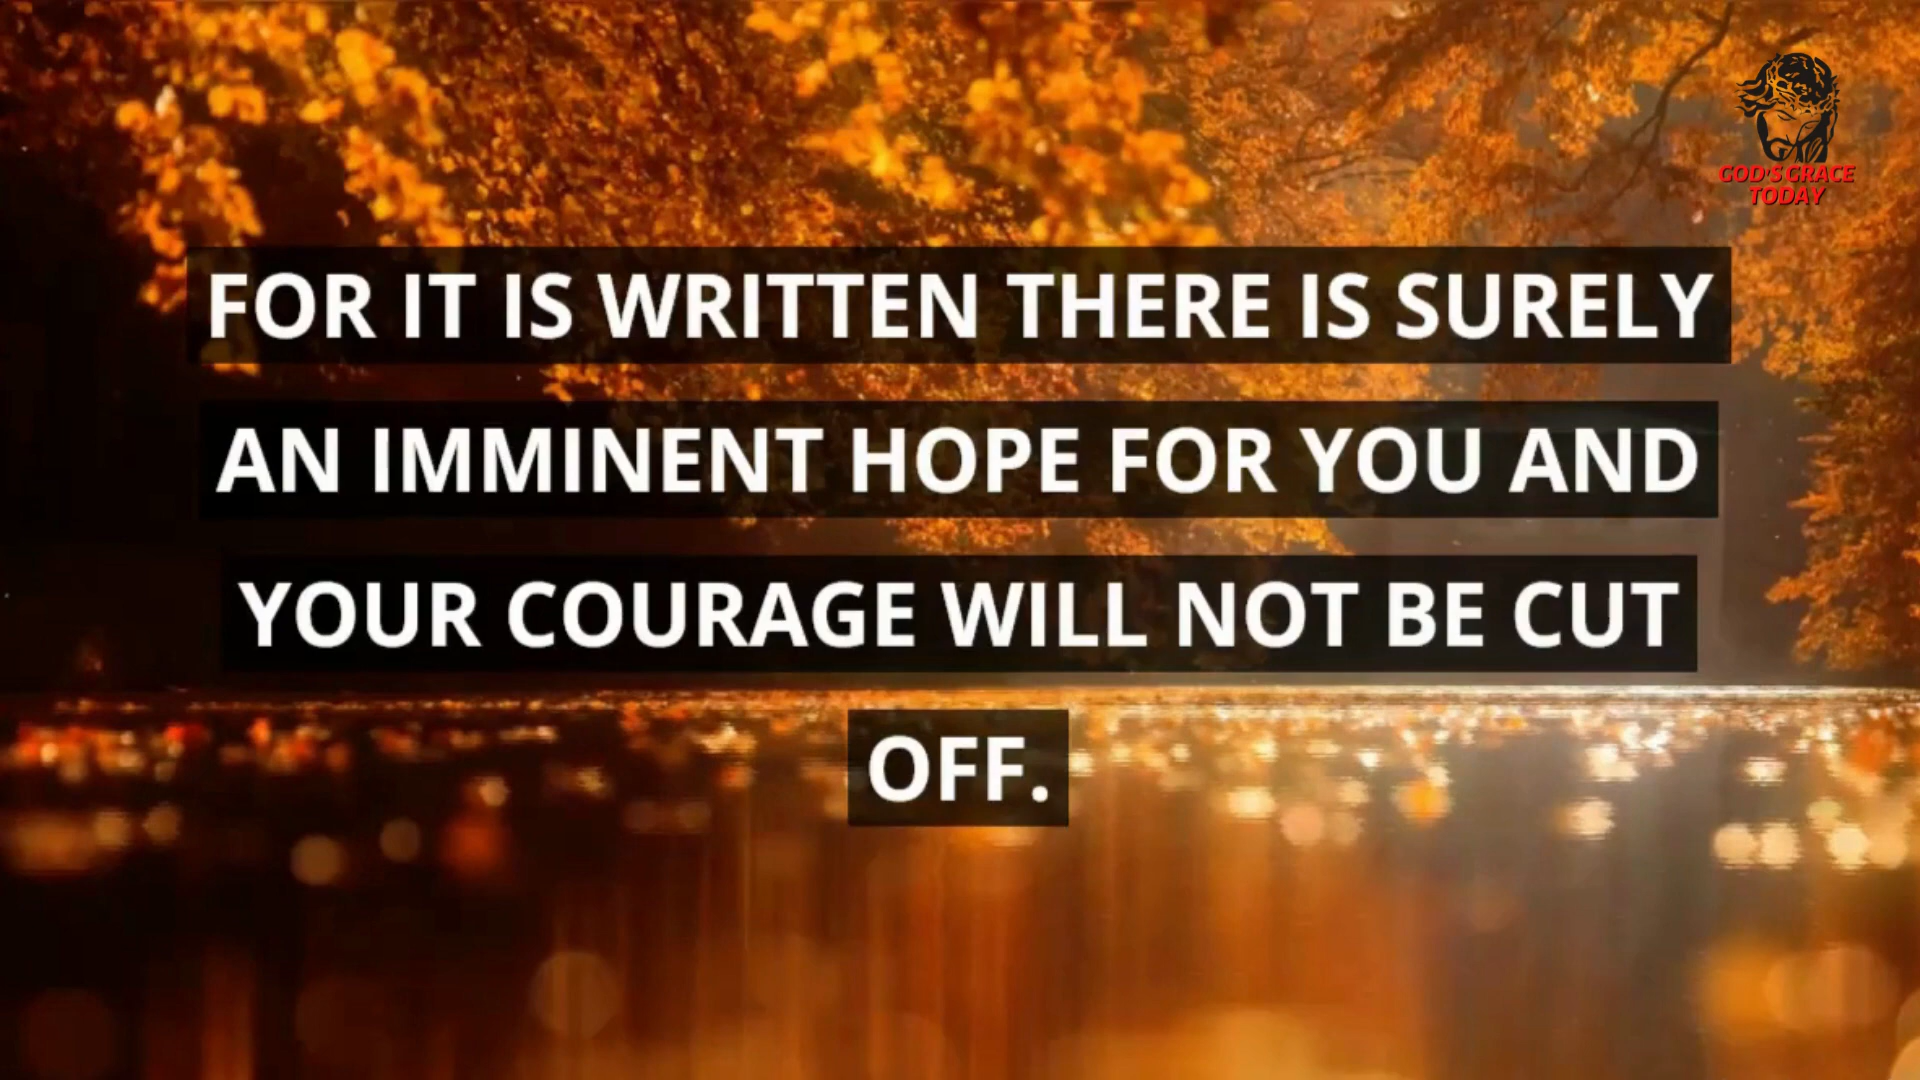 GOD'S GRACE
TODAY
FOR IT IS WRITTEN THERE IS SURELY
AN IMMINENT HOPE FOR YOU AND
YOUR COURAGE WILL NOT BE CUT
OFF.